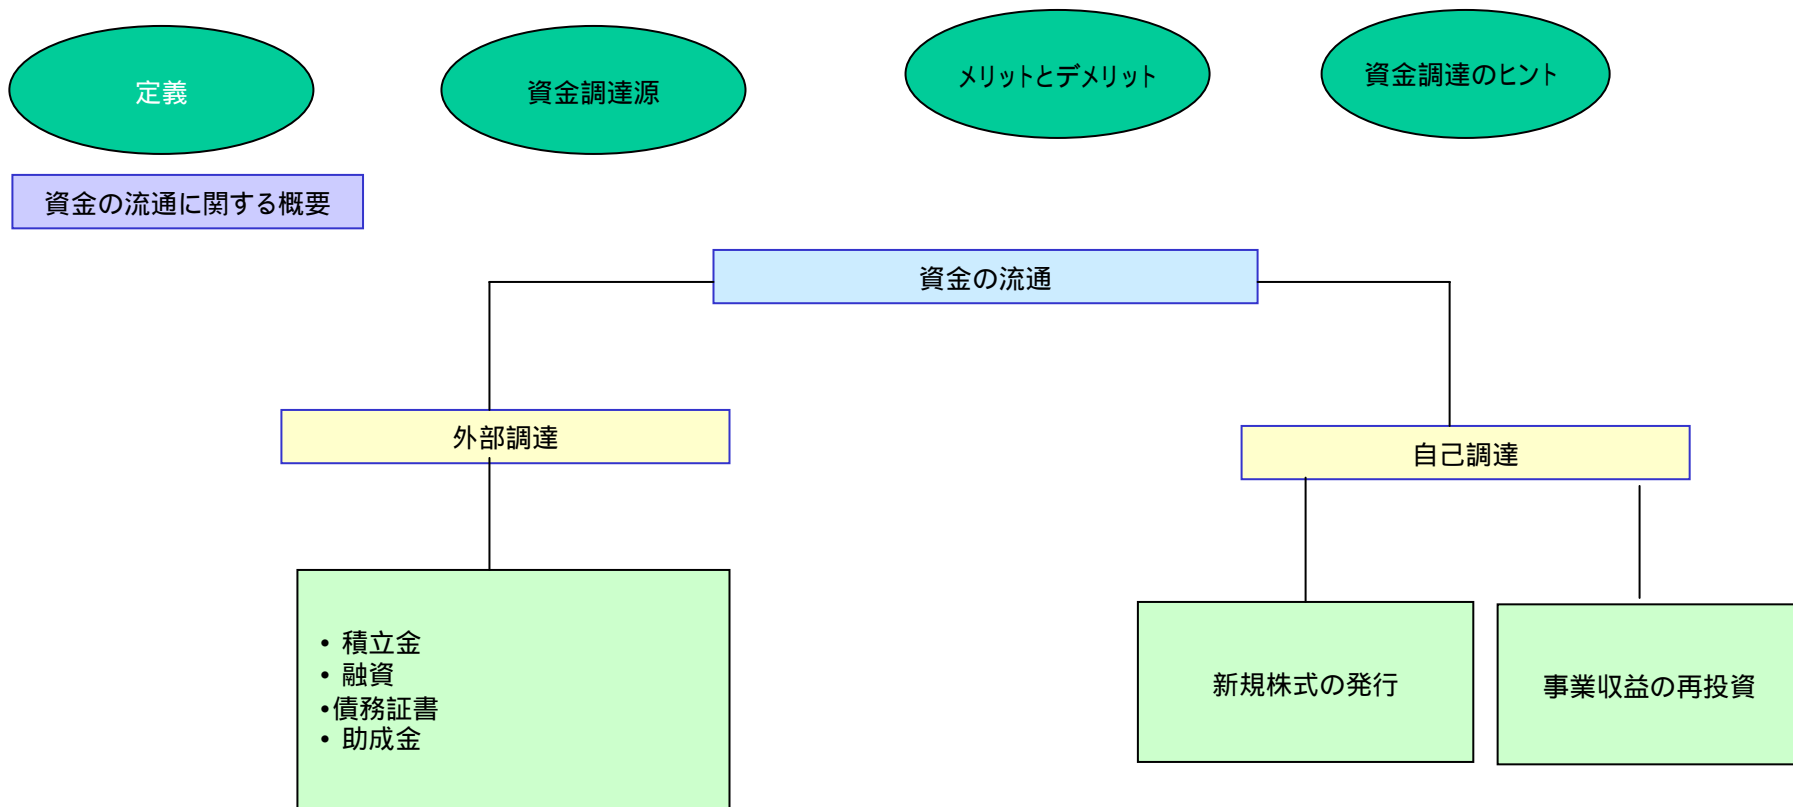 定義
資金調達源
メリットとデメリット
資金調達のヒント
資金の流通に関する概要
資金の流通
外部調達
自己調達
• 積立金
• 融資
•債務証書
• 助成金
新規株式の発行
事業収益の再投資